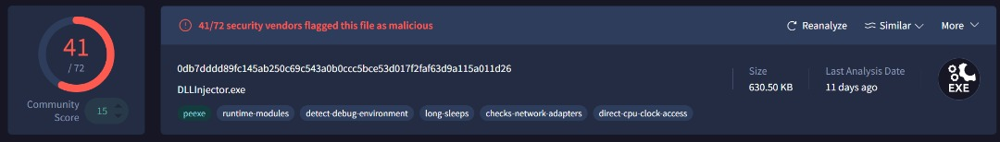 41
/ 72
Community
Score
15
41/72 security vendors flagged this file as malicious
Reanalyze
Similar
More
0db7dddd89fc145ab250c69c543a0b0ccc5bce53d017f2faf63d9a115a011d26
DLLInjector.exe
Size
630.50 KB
Last Analysis Date
11 days ago
EXE
peexe
runtime-modules
detect-debug-environment
long-sleeps
checks-network-adapters
direct-cpu-clock-access